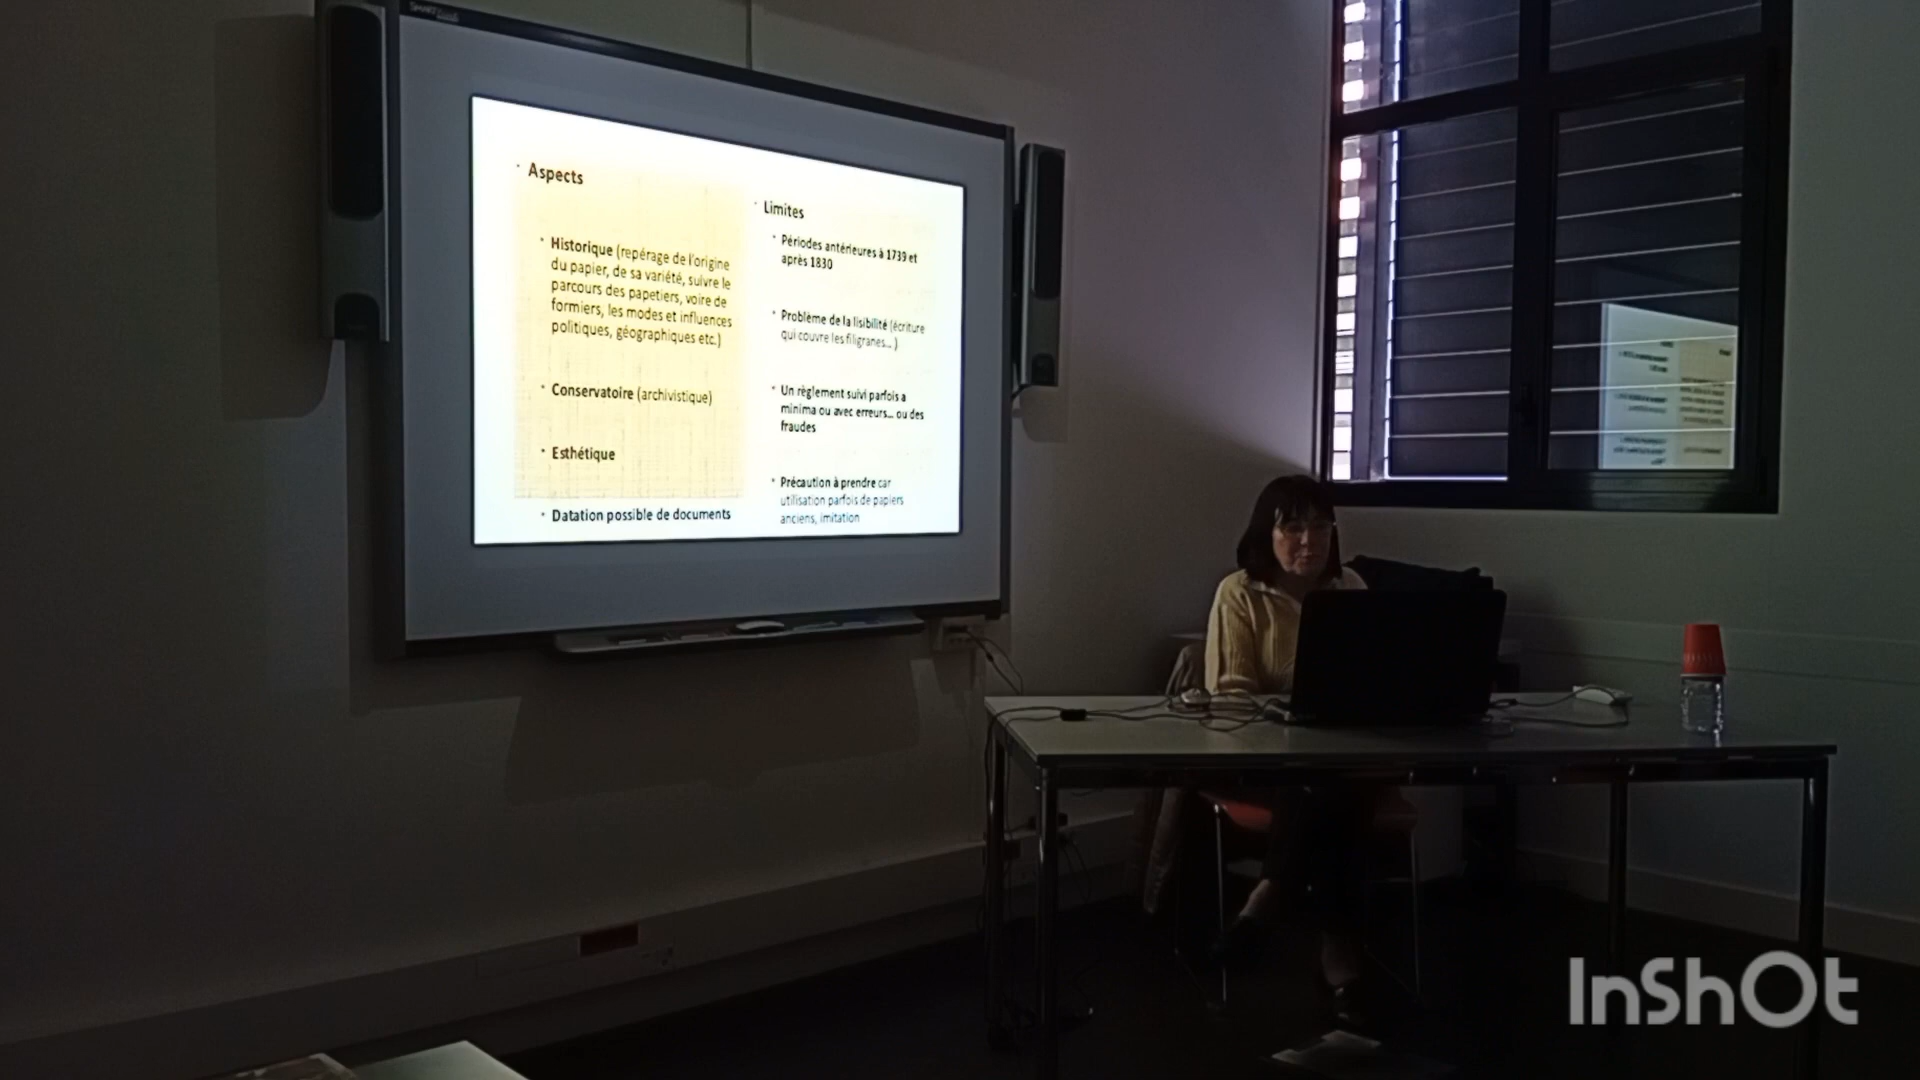 SMART
· Aspects
· Historique (repérage de l'origine
du papier, de sa variété, suivre le
parcours des papetiers, voire de
formiers, les modes et influences
politiques, géographiques etc.)
· Conservatoire (archivistique)
· Esthétique
· Datation possible de documents
· Limites
· Périodes antérieures à 1739 et
après 1830
· Problème de la lisibilité (écriture
qui couvre les filigranes... )
· Un règlement suivi parfois a
minima ou avec erreurs... ou des
fraudes
· Précaution à prendre car
utilisation parfois de papiers
anciens, imitation
InShOt